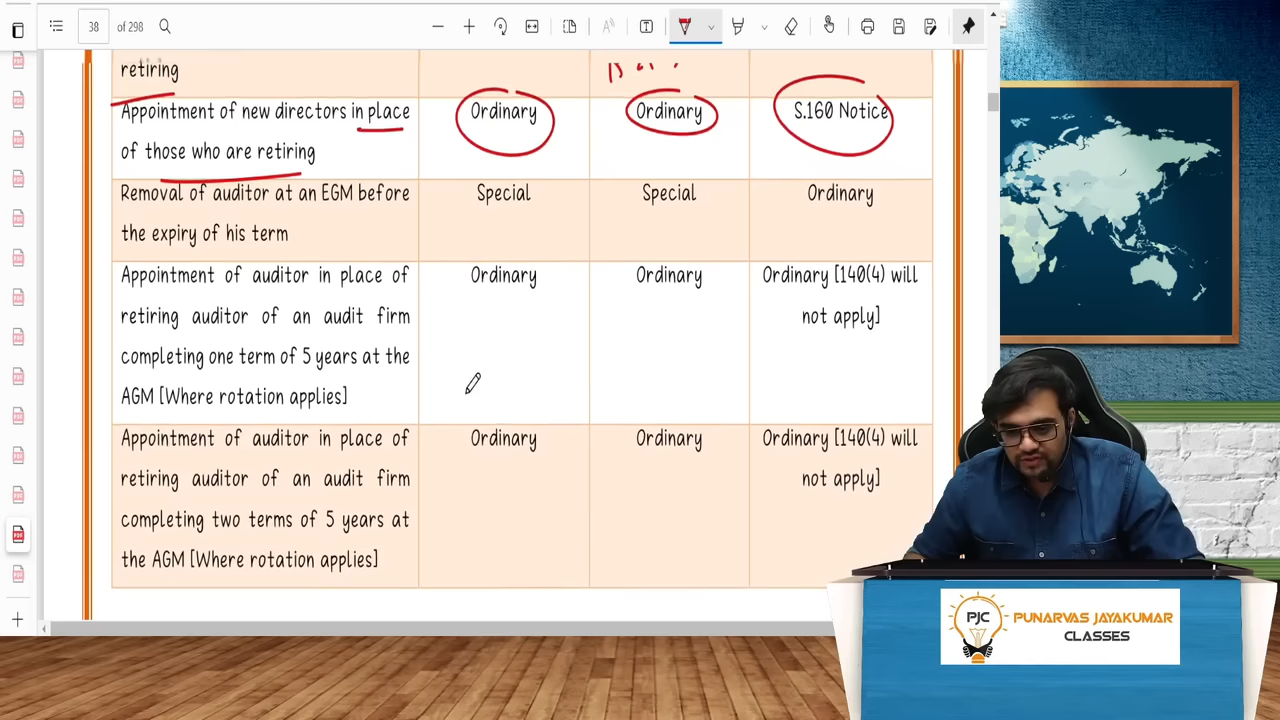 38 of 298
retiring
Appointment of new directors in place
of those who are retiring
Ordinary
Ordinary
S.160 Notice
Removal of auditor at an EGM before
the expiry of his term
Special
Special
Ordinary
Appointment of auditor in place of
retiring auditor of an audit firm
completing one term of 5 years at the
AGM [Where rotation applies]
Ordinary
Ordinary
Ordinary [140(4) will
not apply]
Appointment of auditor in place of
retiring auditor of an audit firm
completing two terms of 5 years at
the AGM [Where rotation applies]
Ordinary
Ordinary
Ordinary [140(4) will
not apply]
PJC
PUNARVAS JAYAKUMAR
CLASSES